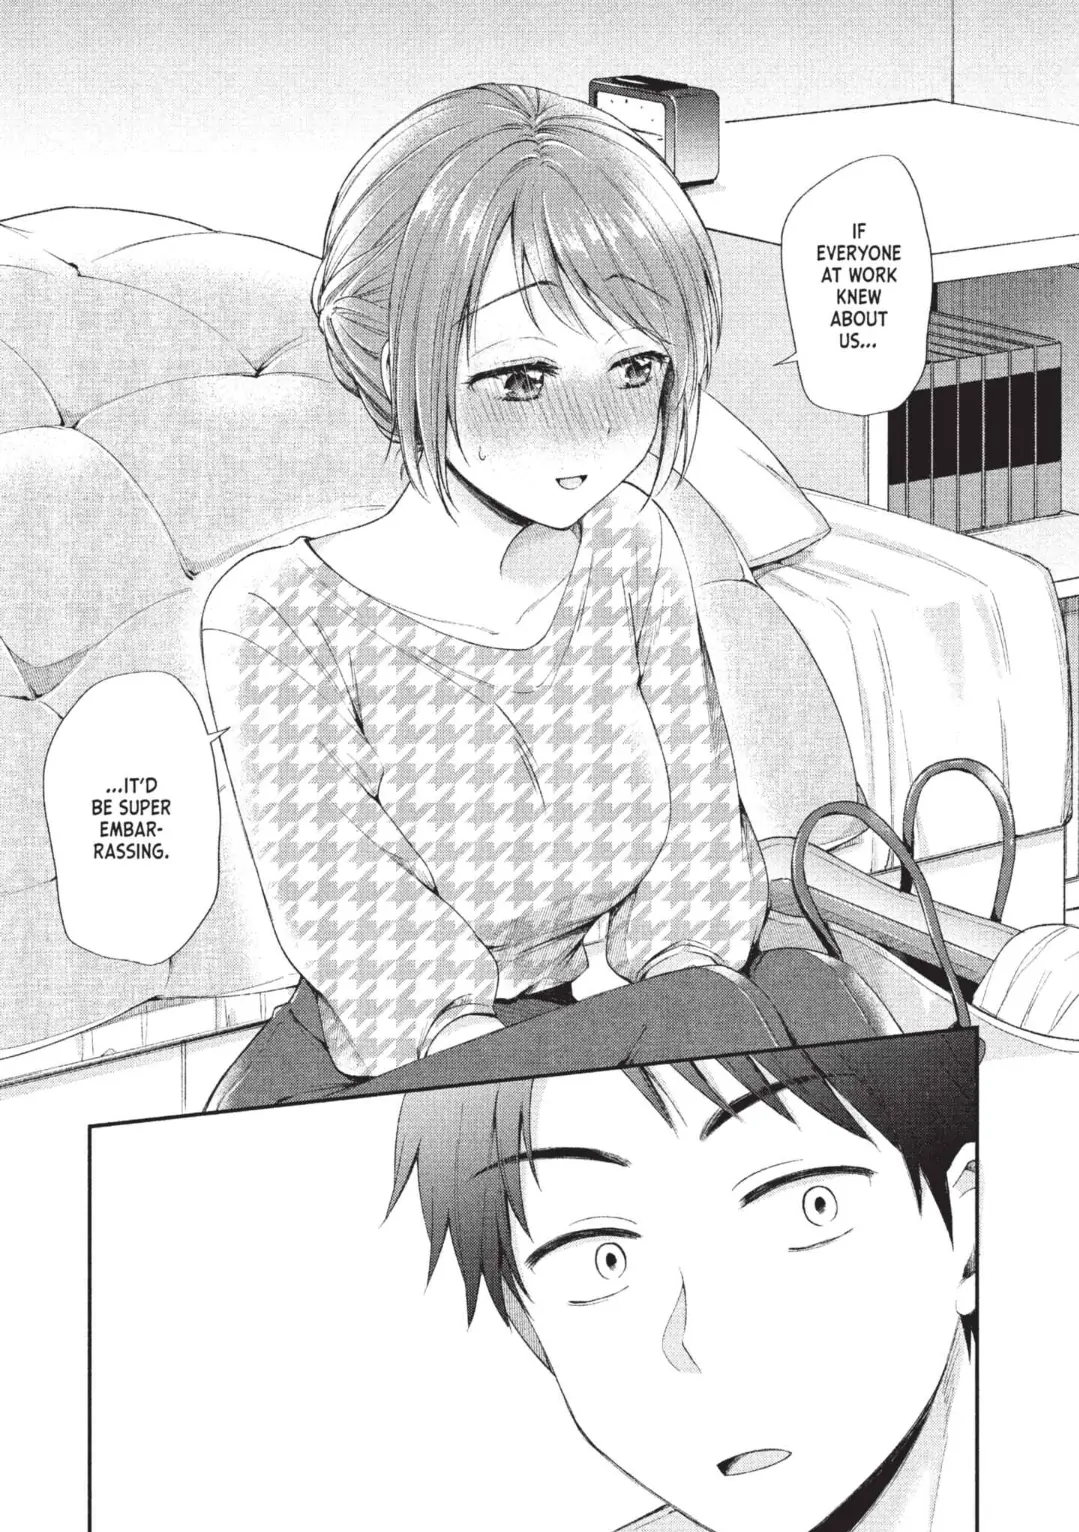 IF
EVERYONE
AT WORK
KNEW
ABOUT
US...
...IT'D
BE SUPER
EMBAR-
RASSING.